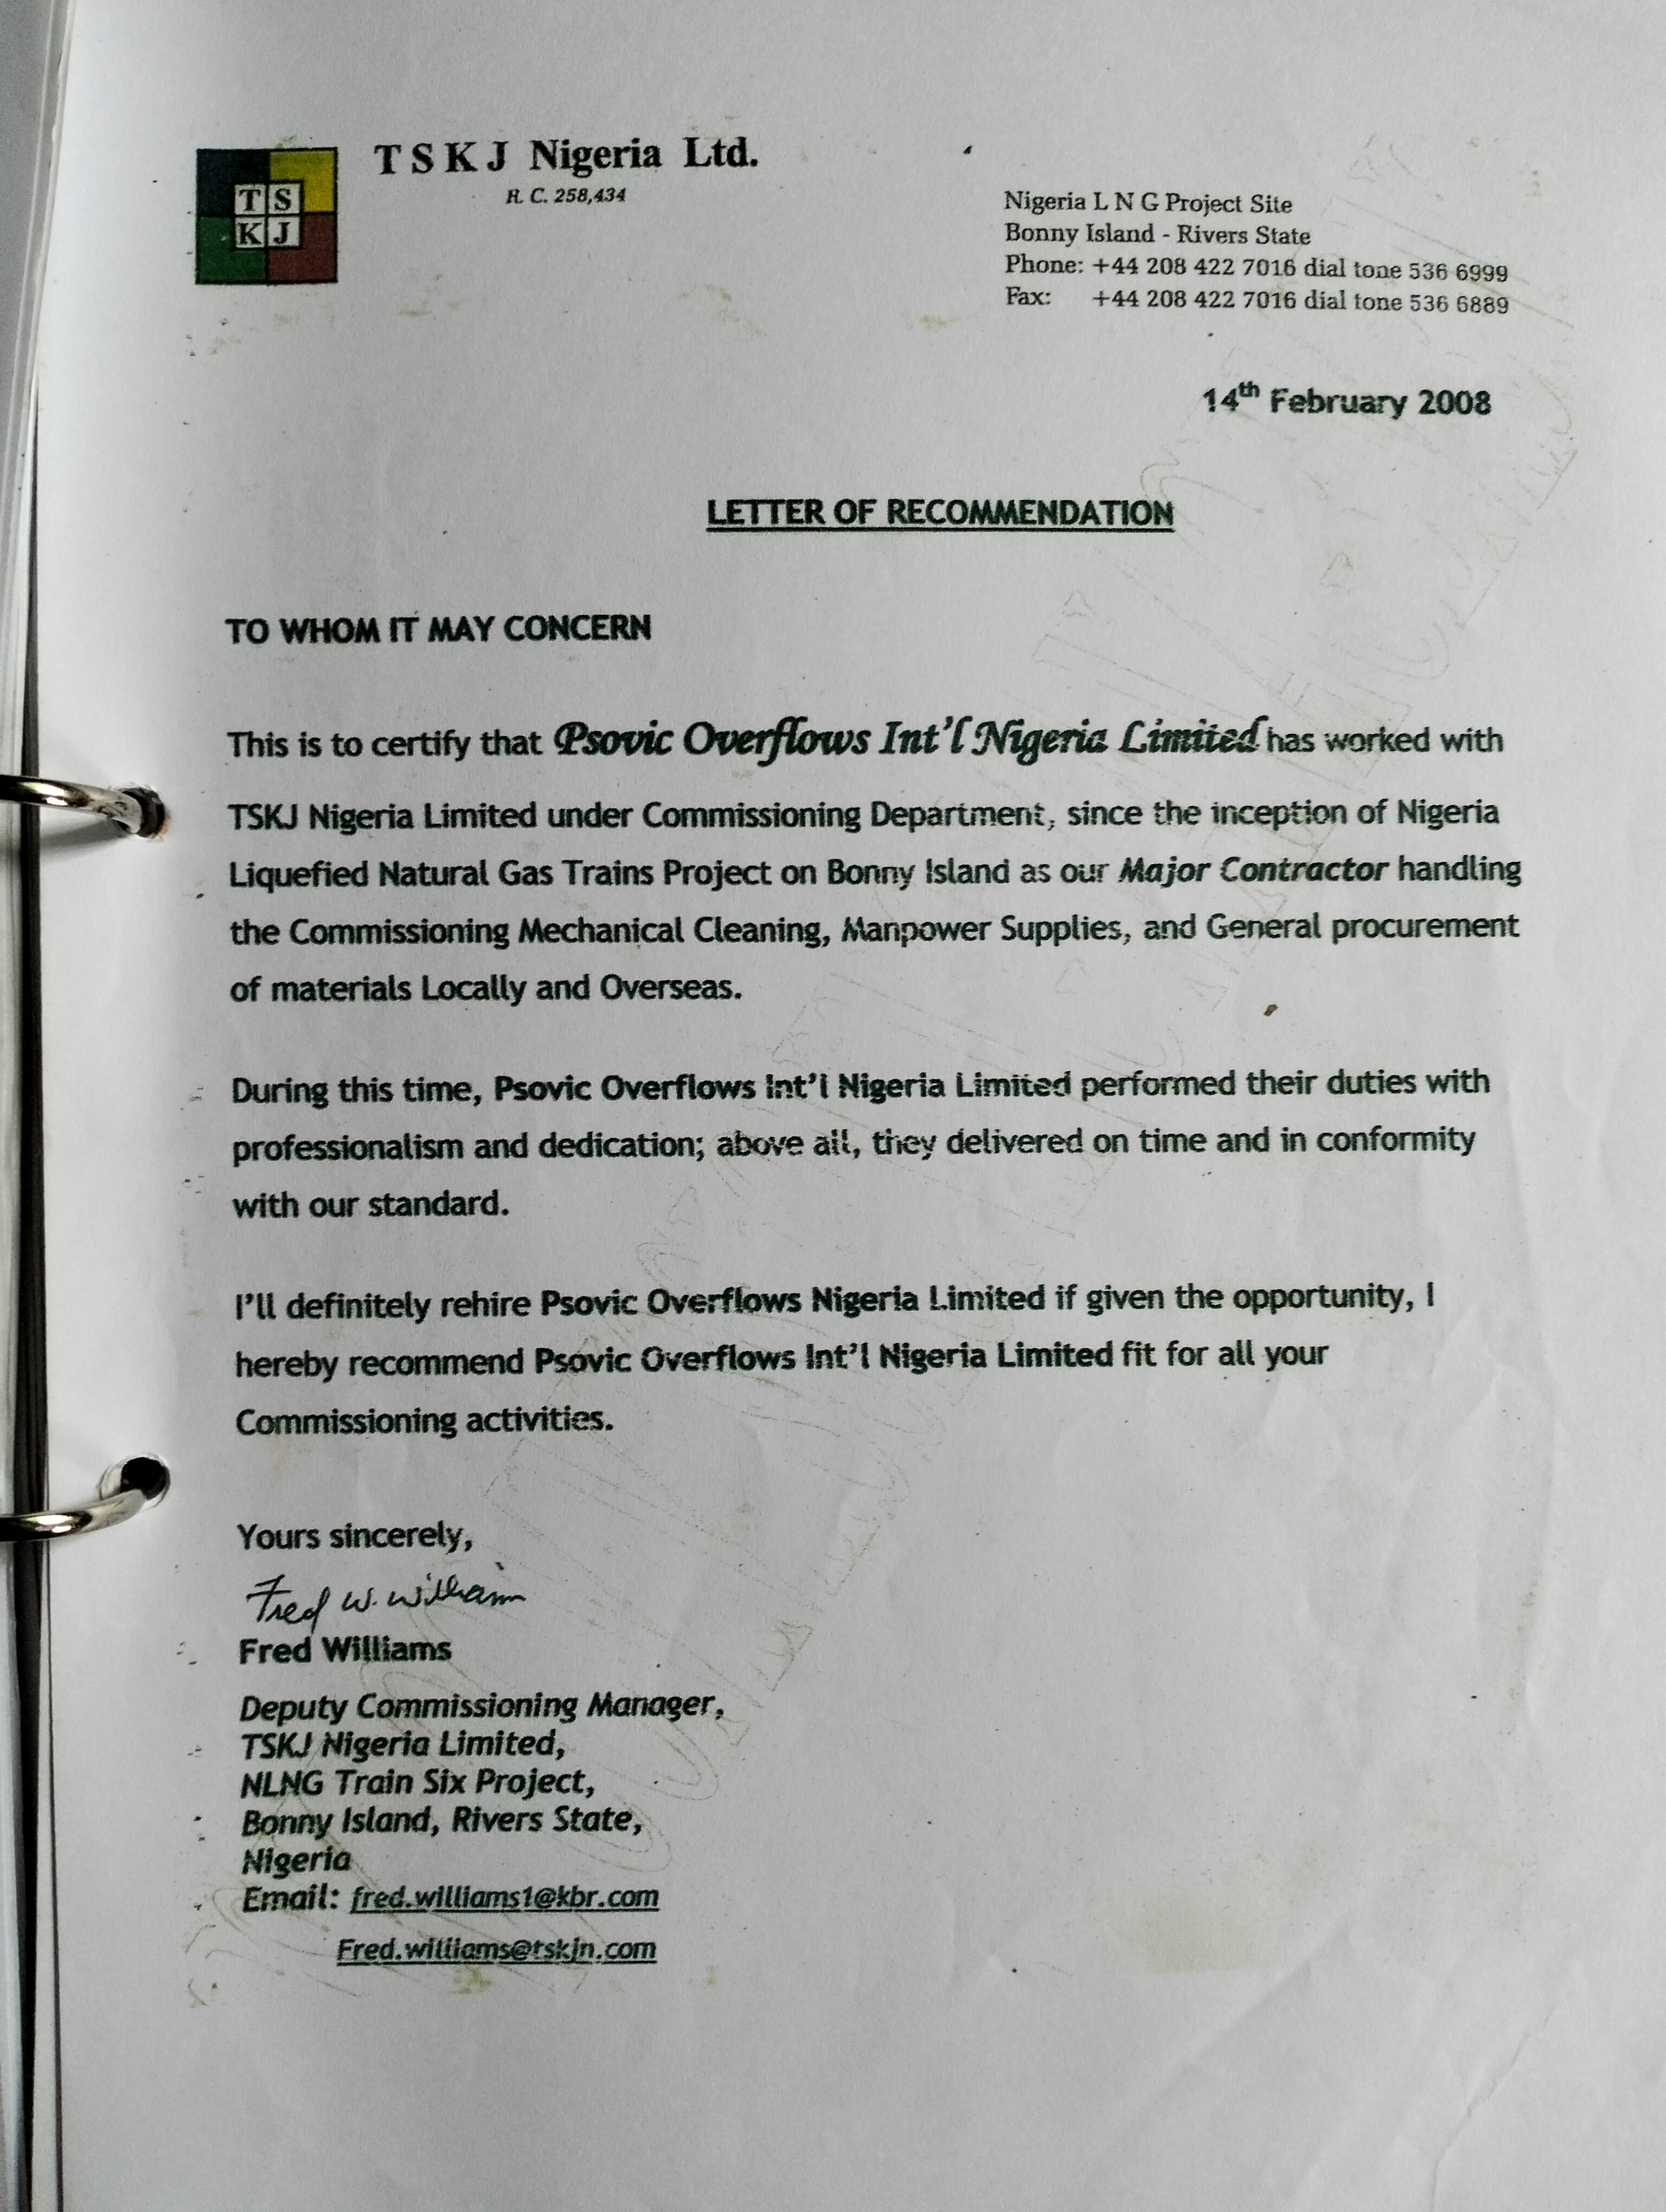 TS
KJ
TSKJ Nigeria Ltd.
R. C. 258,434
Nigeria L N G Project Site
Bonny Island - Rivers State
Phone: +44 208 422 7016 dial tone 536 6999
Fax: +44 208 422 7016 dial tone 536 6889
14th February 2008
LETTER OF RECOMMENDATION
TO WHOM IT MAY CONCERN
This is to certify that Psovic Overflows Int'l Nigeria Limited has worked with
TSKJ Nigeria Limited under Commissioning Department, since the inception of Nigeria
Liquefied Natural Gas Trains Project on Bonny Island as our Major Contractor handling
the Commissioning Mechanical Cleaning, Manpower Supplies, and General procurement
of materials Locally and Overseas.
During this time, Psovic Overflows Int'l Nigeria Limited performed their duties with
professionalism and dedication; above all, they delivered on time and in conformity
with our standard.
I'll definitely rehire Psovic Overflows Nigeria Limited if given the opportunity, I
hereby recommend Psovic Overflows Int'l Nigeria Limited fit for all your
Commissioning activities.
Yours sincerely,
Fred W. William
Fred Williams
Deputy Commissioning Manager,
TSKJ Nigeria Limited,
NLNG Train Six Project,
Bonny Island, Rivers State,
Nigeria
Email: fred.williams1@kbr.com
Fred.williams@tskjn.com